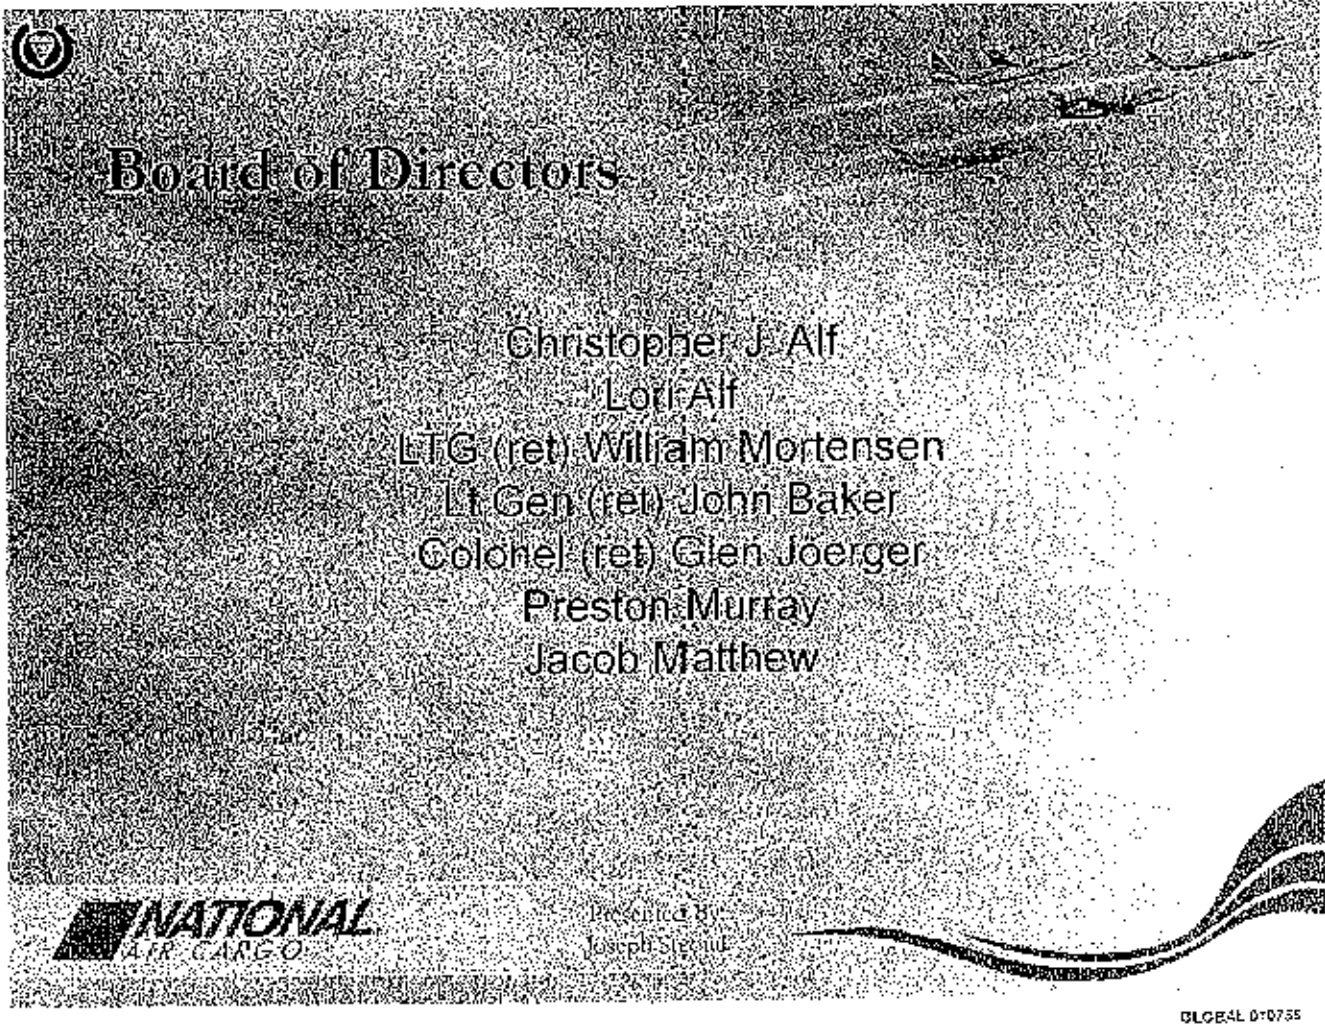 Board of Directors
Christopher J. Alf
Lori Alf
LTG (ret) William Mortensen
Lt Gen (ret) John Baker
Colonel (ret) Glen Joerger
Preston Murray
Jacob Matthew
NATIONAL
AIR CARGO
Presented By
Joseph
GLOBAL 010755